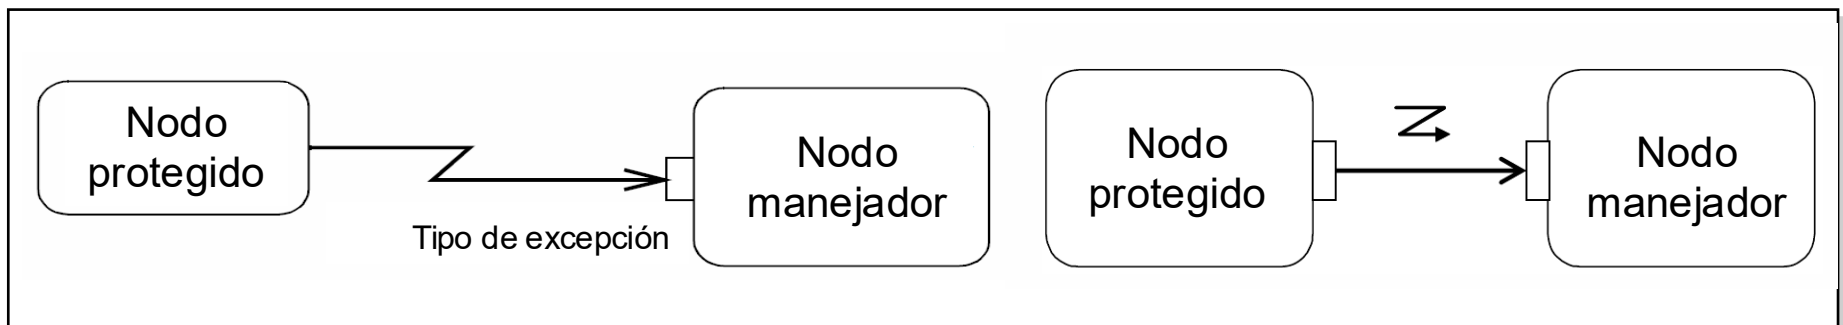 Nodo
protegido
Tipo de excepción
Nodo
manejador
Nodo
protegido
Nodo
manejador